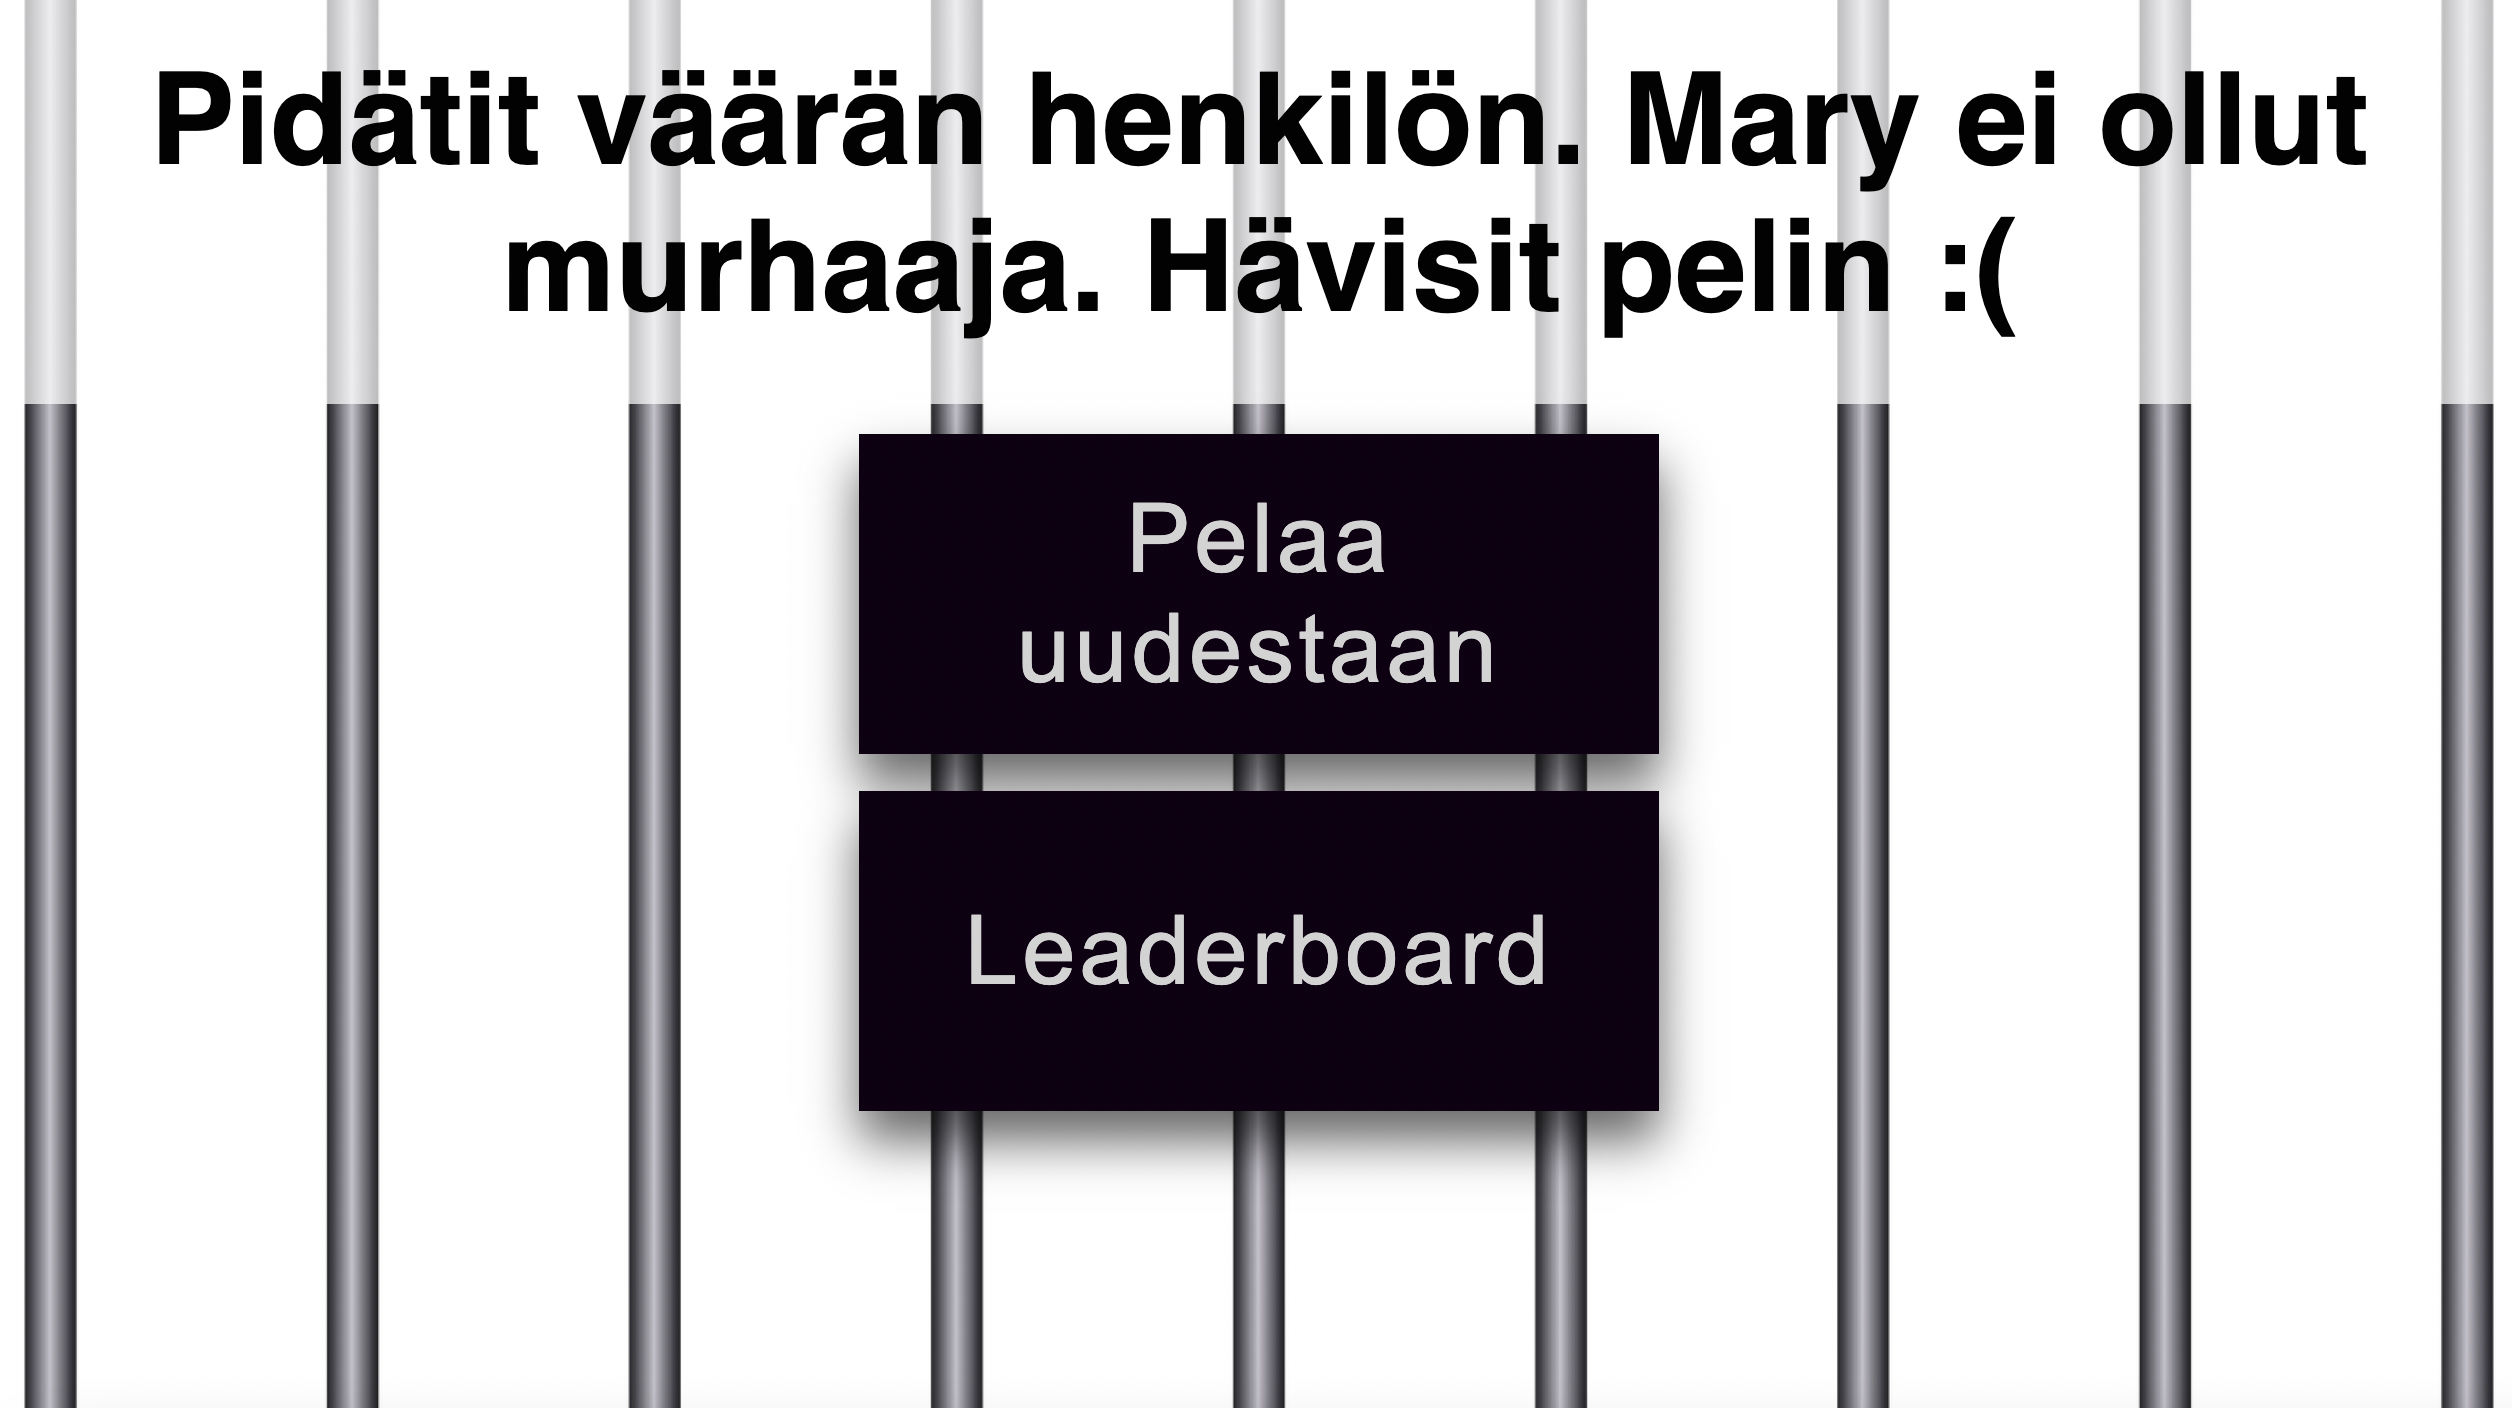 Pidätit väärän henkilön. Mary ei ollut
murhaaja. Hävisit pelin :(
Pelaa
uudestaan
Leaderboard